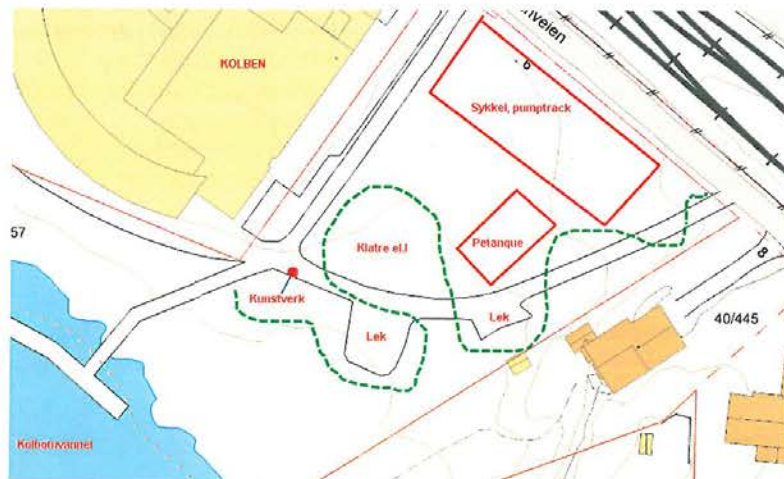 nveien
KOLBEN
6
Sykkel, pumptrack
57
Klatre el.l
Petanque
8
Kunstverk
Lek
40/445
Lek
Kolbotnvannet